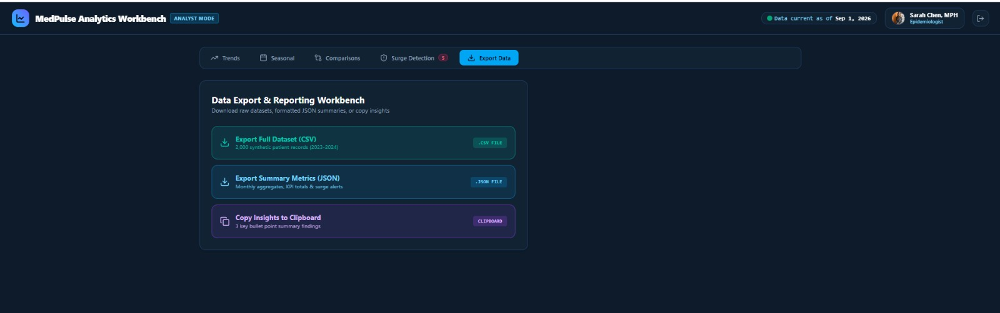 MedPulse Analytics Workbench
ANALYST MODE
Data current as of Sep 1, 2026
Sarah Chen, MPH
Epidemiologist
Trends
Seasonal
Comparisons
Surge Detection 5
Export Data
Data Export & Reporting Workbench
Download raw datasets, formatted JSON summaries, or copy insights
Export Full Dataset (CSV)
2,000 synthetic patient records (2023-2024)
.CSV FILE
Export Summary Metrics (JSON)
Monthly aggregates, KPI totals & surge alerts
.JSON FILE
Copy Insights to Clipboard
3 key bullet point summary findings
CLIPBOARD